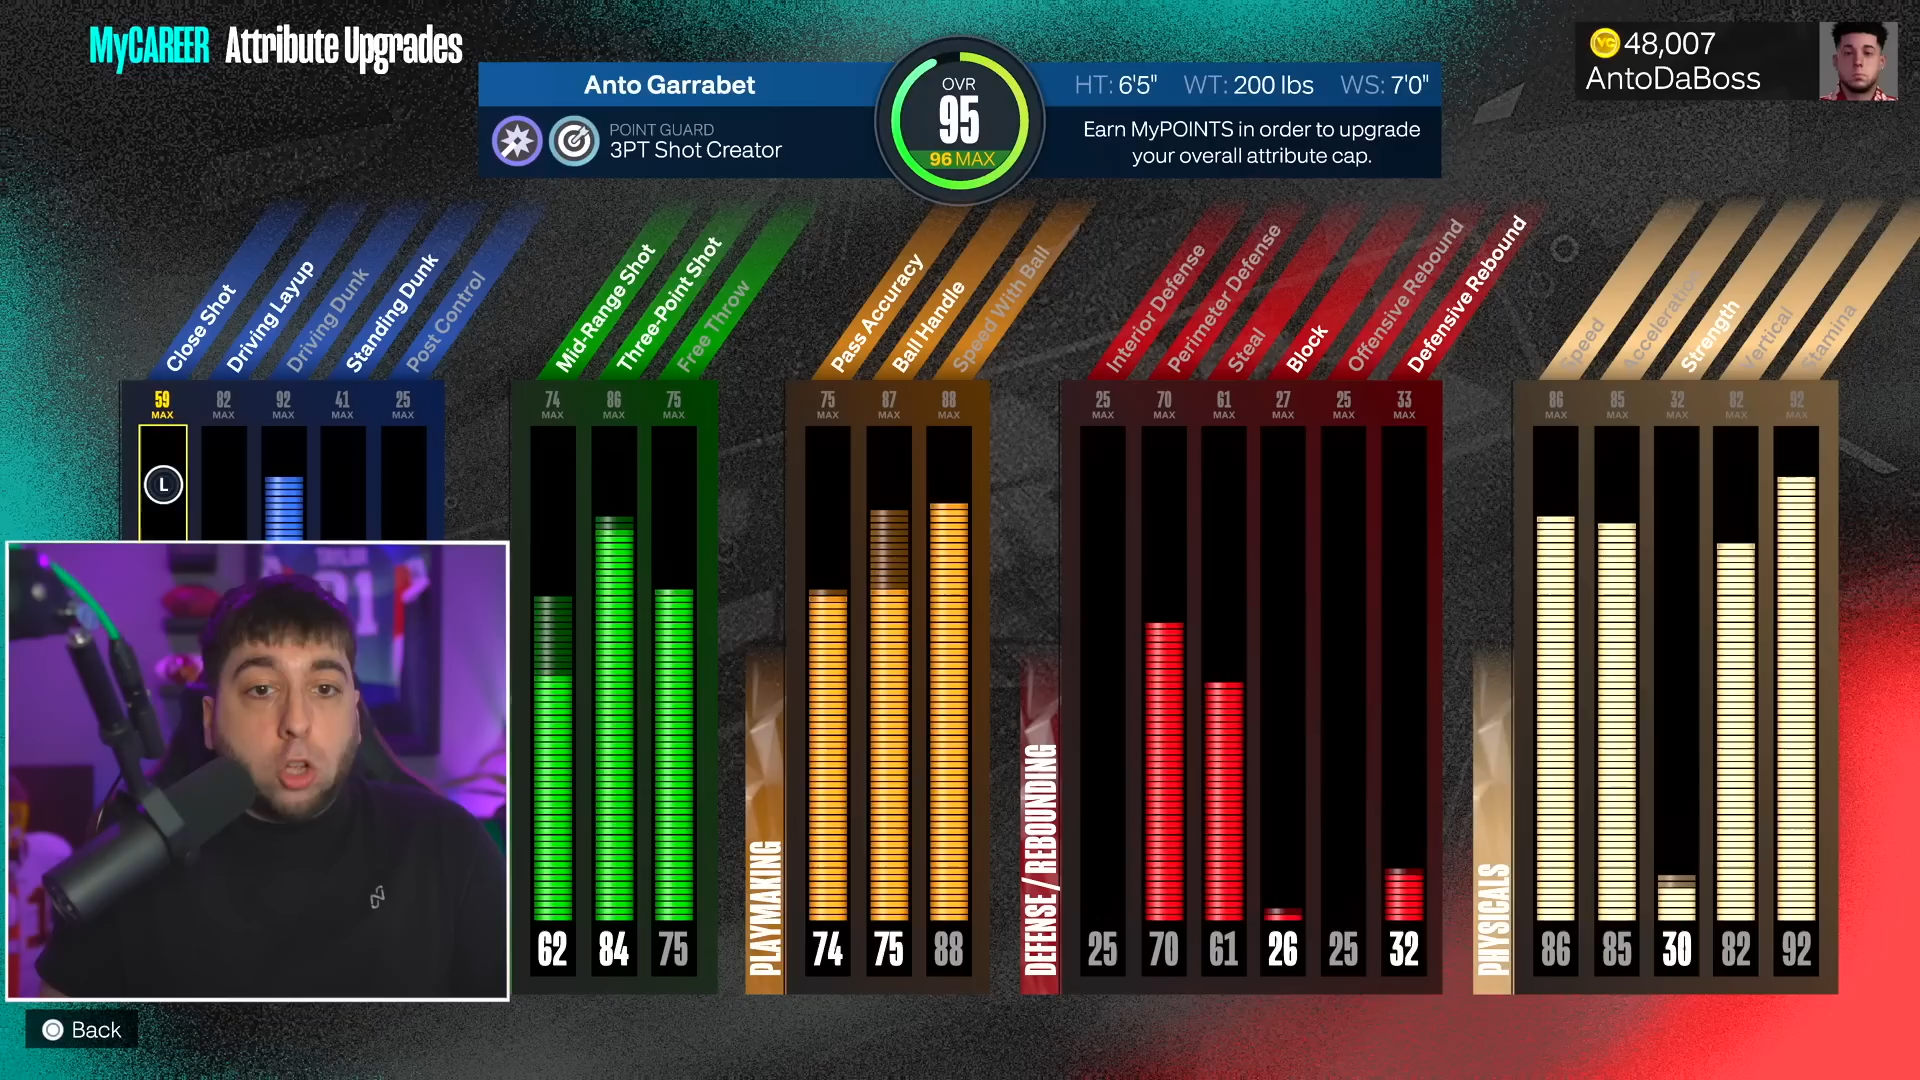 MyCAREER Attribute Upgrades
VC 48,007
AntoDaBoss
Anto Garrabet
POINT GUARD
3PT Shot Creator
OVR
95
96 MAX
HT: 6'5" WT: 200 lbs WS: 7'0"
Earn MyPOINTS in order to upgrade
your overall attribute cap.
Close Shot
Driving Layup
Driving Dunk
Standing Dunk
Post Control
Mid-Range Shot
Three-Point Shot
Free Throw
Pass Accuracy
Ball Handle
Speed With Ball
Interior Defense
Perimeter Defense
Steal
Block
Offensive Rebound
Defensive Rebound
Speed
Acceleration
Strength
Vertical
Stamina
59 82 92 41 25 74 86 75 75 87 88 25 70 61 27 25 33 86 85 32 82 92
MAX MAX MAX MAX MAX MAX MAX MAX MAX MAX MAX MAX MAX MAX MAX MAX MAX MAX MAX MAX MAX MAX
L
PLAYMAKING
DEFENSE/REBOUNDING
PHYSICALS
62 84 75 74 75 88 25 70 61 26 25 32 86 85 30 82 92
Back